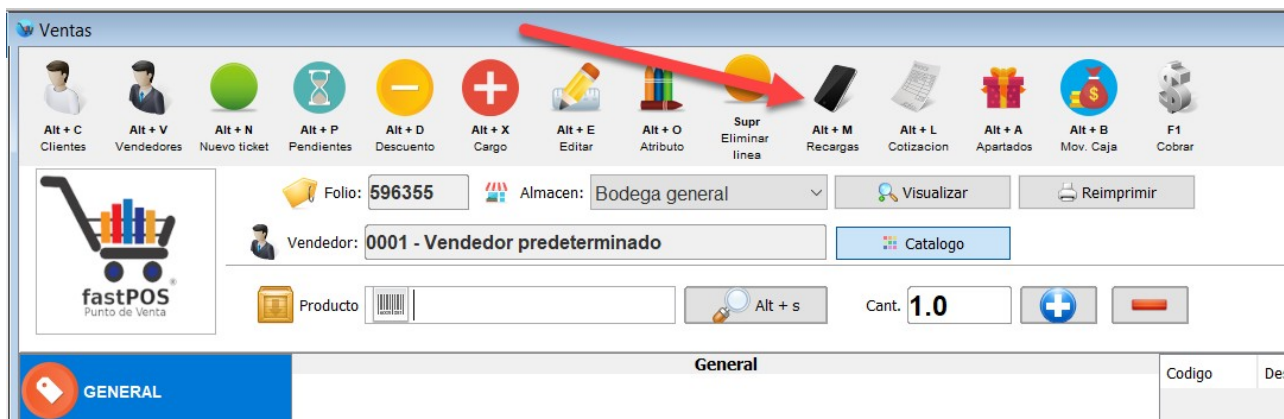 Ventas
Alt + C
Clientes
Alt + V
Vendedores
Alt + N
Nuevo ticket
Alt + P
Pendientes
Alt + D
Descuento
Alt + X
Cargo
Alt + E
Editar
Alt + O
Atributo
Supr
Eliminar
linea
Alt + M
Recargas
Alt + L
Cotizacion
Alt + A
Apartados
Alt + B
Mov. Caja
F1
Cobrar
Folio: 596355
Almacen: Bodega general
Visualizar
Reimprimir
Vendedor: 0001 - Vendedor predeterminado
Catalogo
fastPOS®
Punto de Venta
Producto
Alt + s
Cant. 1.0
GENERAL
General
Codigo
Des